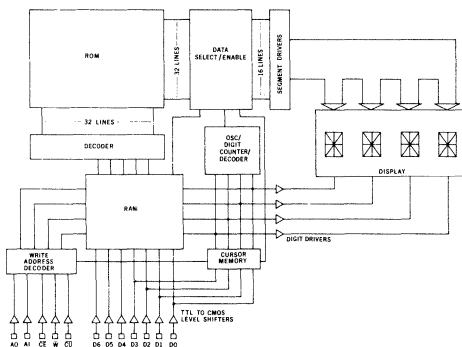 ROM
32 LINES
DATA
SELECT/ENABLE
16 LINES
SEGMENT DRIVERS
32 LINES
DECODER
OSC/
DIGIT
COUNTER/
DECODER
DISPLAY
RAM
DIGIT DRIVERS
WRITE
ADDRESS
DECODER
CURSOR
MEMORY
TTL TO CMOS
LEVEL SHIFTERS
A0 A1 CE W CU D6 D5 D4 D3 D2 D1 D0